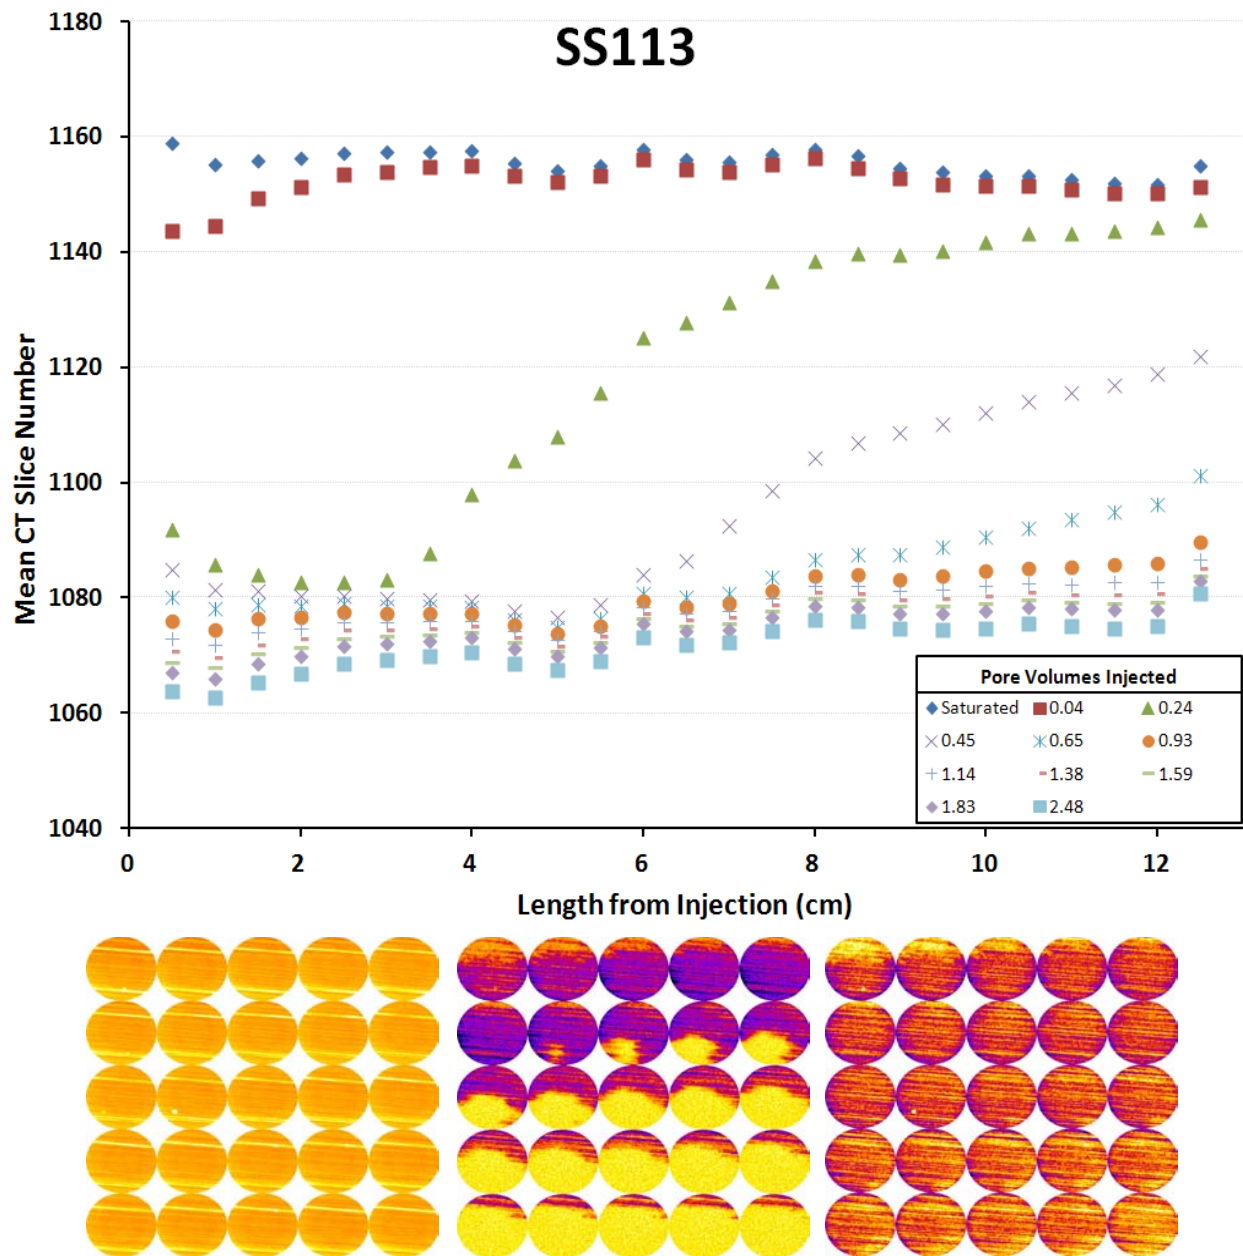 SS113
1180
1160
1140
1120
1100
1080
1060
1040
Mean CT Slice Number
0 2 4 6 8 10 12
Length from Injection (cm)
Pore Volumes Injected
Saturated 0.04 0.24
0.45 0.65 0.93
1.14 1.38 1.59
1.83 2.48